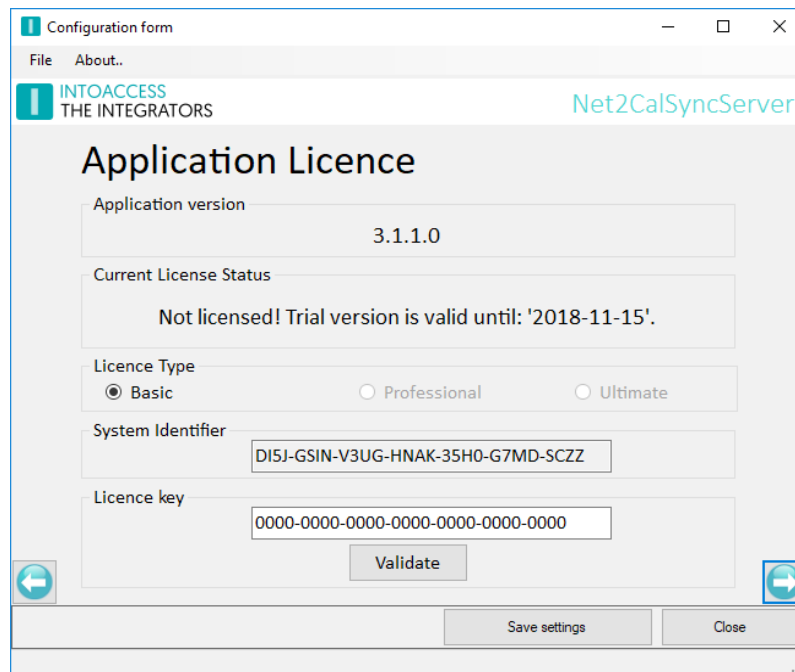 Configuration form
File About..
INTOACCESS
THE INTEGRATORS
Net2CalSyncServer
Application Licence
Application version
3.1.1.0
Current License Status
Not licensed! Trial version is valid until: '2018-11-15'.
Licence Type
Basic Professional Ultimate
System Identifier
DI5J-GSIN-V3UG-HNAK-35H0-G7MD-SCZZ
Licence key
0000-0000-0000-0000-0000-0000-0000
Validate
Save settings Close